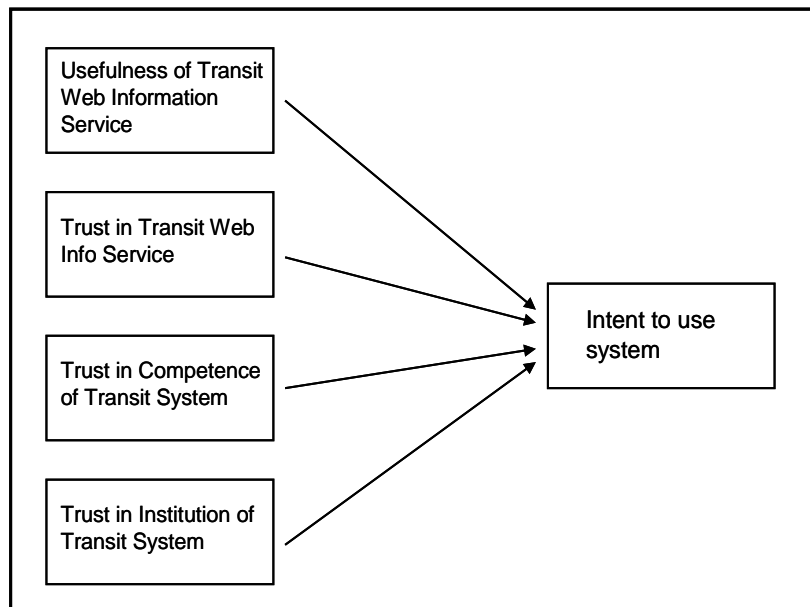 Usefulness of Transit
Web Information
Service
Trust in Transit Web
Info Service
Trust in Competence
of Transit System
Trust in Institution of
Transit System
Intent to use
system